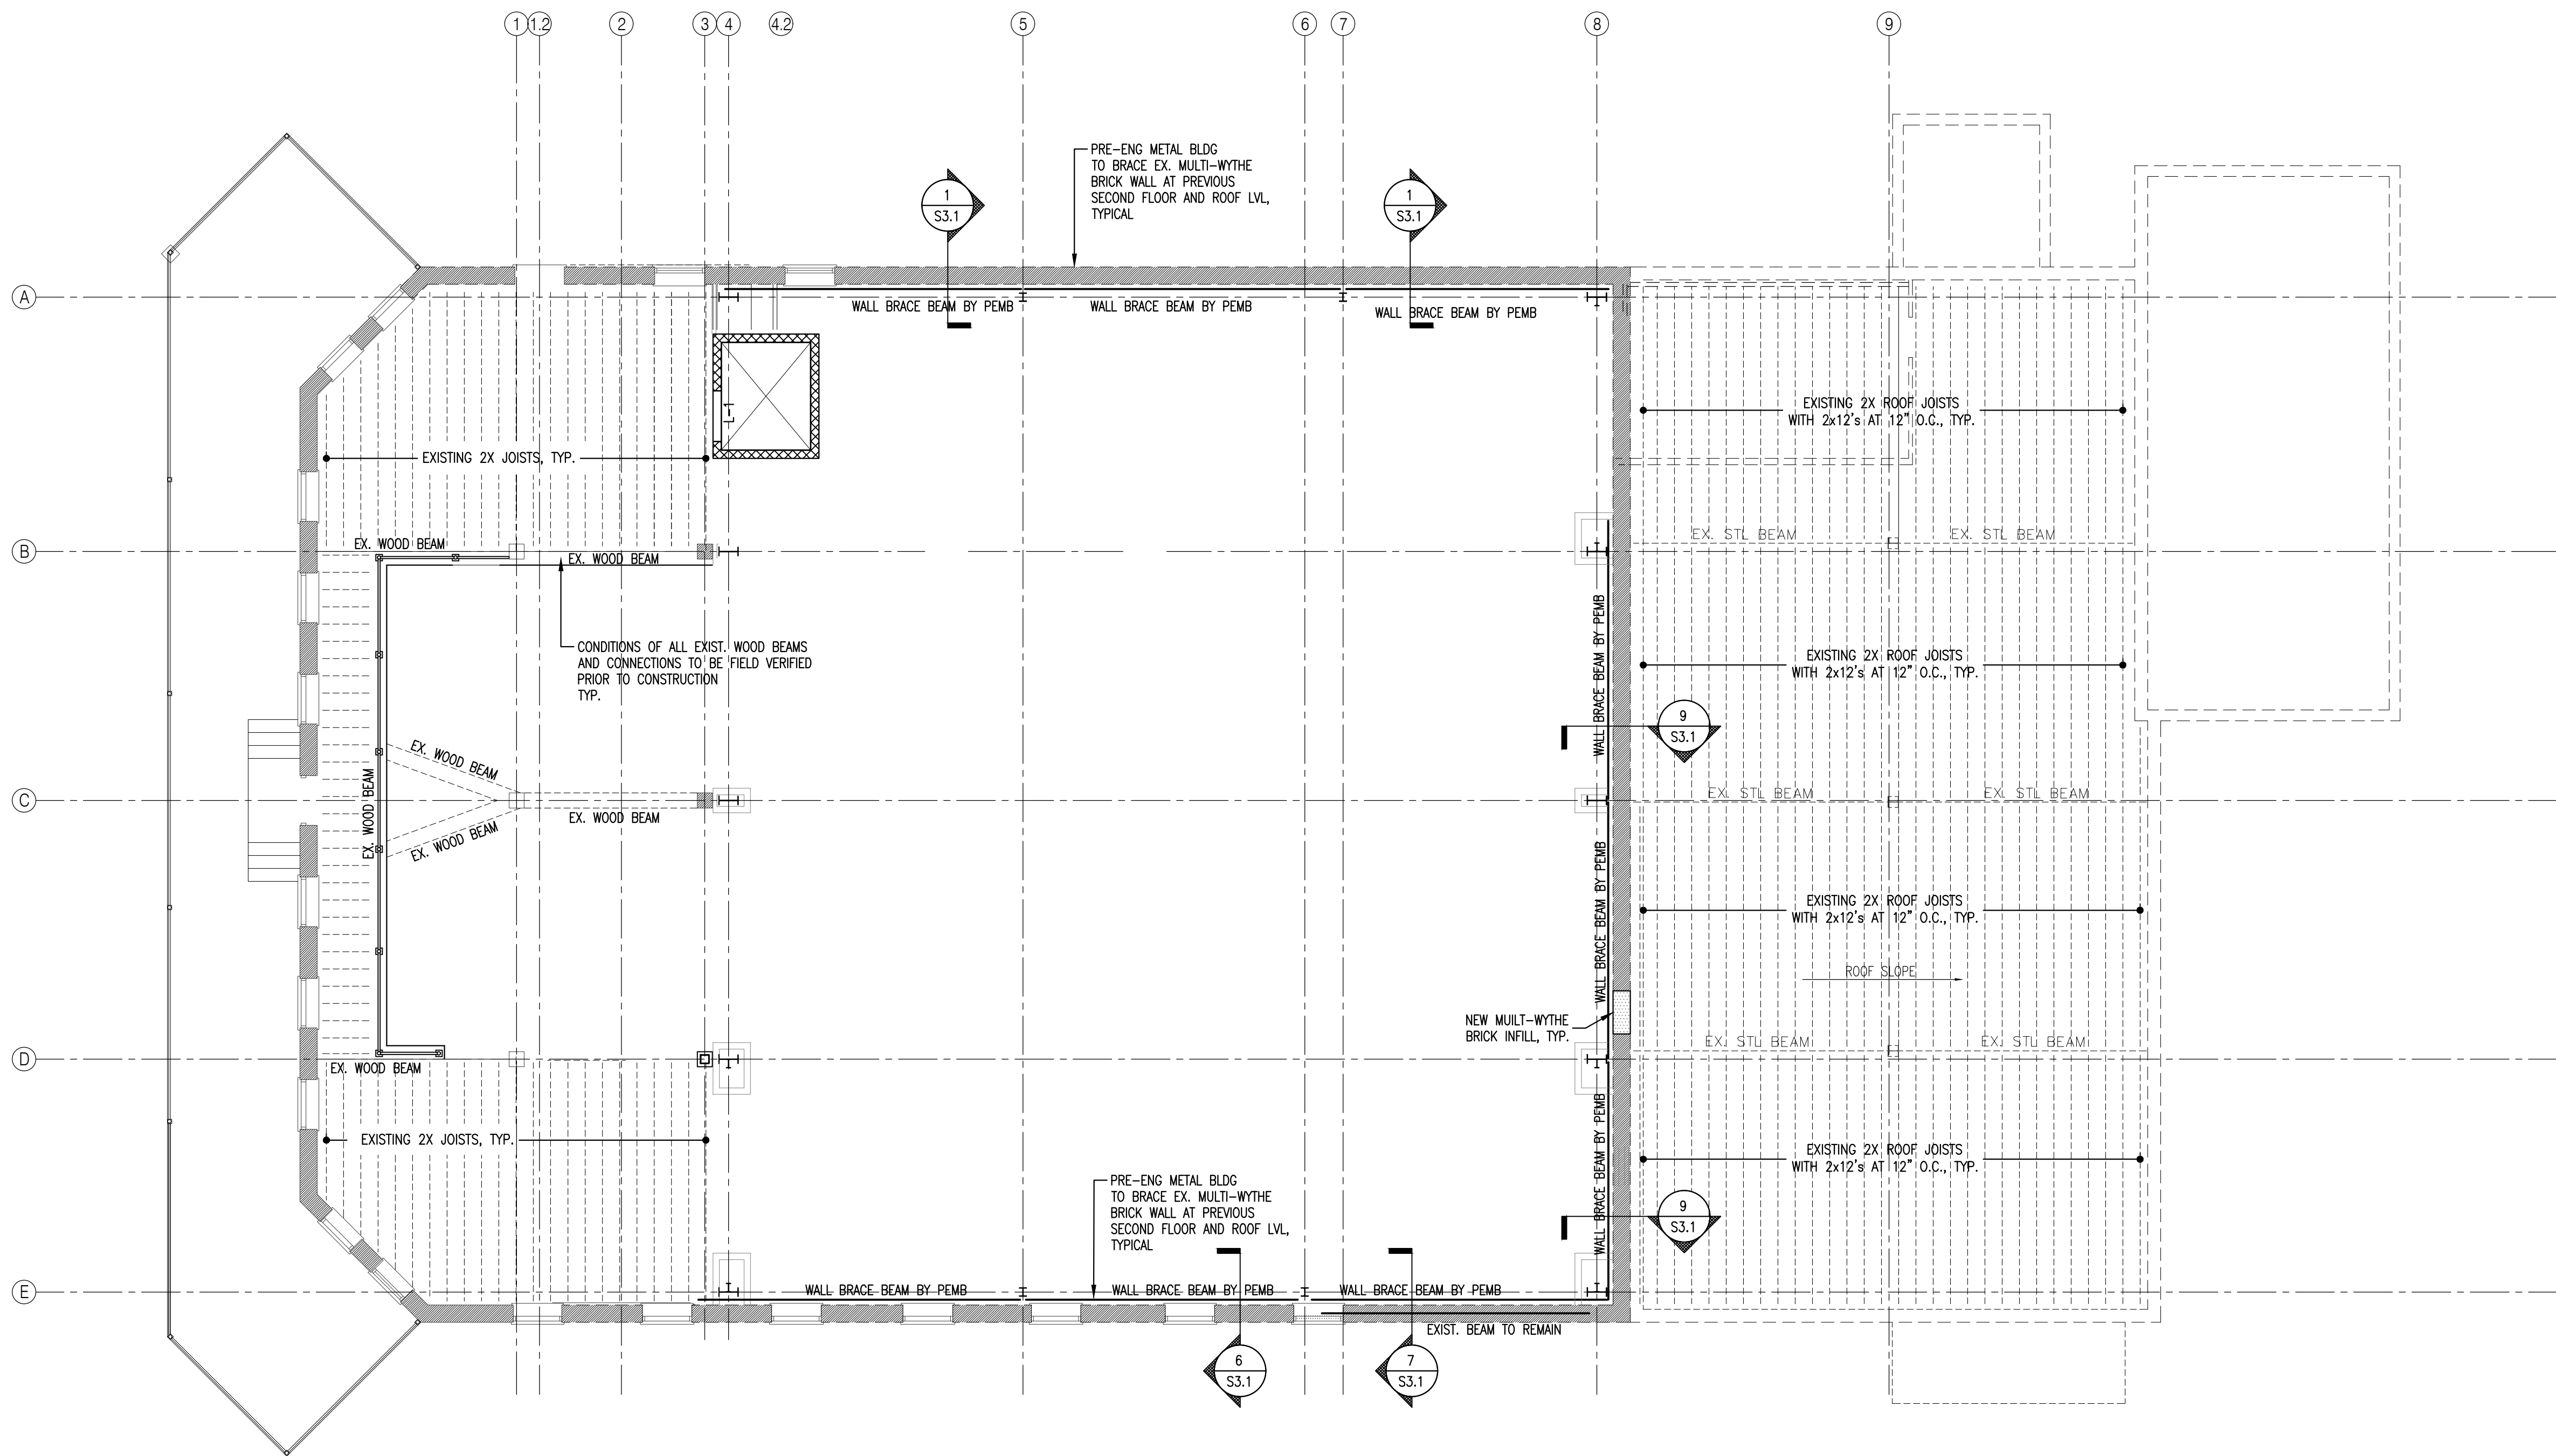 1
1.2
2
3
4
4.2
5
6
7
8
9
PRE-ENG METAL BLDG
TO BRACE EX. MULTI-WYTHE
BRICK WALL AT PREVIOUS
SECOND FLOOR AND ROOF LVL,
TYPICAL
1
S3.1
1
S3.1
A
WALL BRACE BEAM BY PEMB
WALL BRACE BEAM BY PEMB
WALL BRACE BEAM BY PEMB
L-1
EXISTING 2X ROOF JOISTS
WITH 2x12's AT 12" O.C., TYP.
EXISTING 2X JOISTS, TYP.
B
EX. WOOD BEAM
EX. WOOD BEAM
EX. STL BEAM
EX. STL BEAM
CONDITIONS OF ALL EXIST. WOOD BEAMS
AND CONNECTIONS TO BE FIELD VERIFIED
PRIOR TO CONSTRUCTION
TYP.
WALL BRACE BEAM BY PEMB
EXISTING 2X ROOF JOISTS
WITH 2x12's AT 12" O.C., TYP.
9
S3.1
EX. WOOD BEAM
EX. WOOD BEAM
EX. WOOD BEAM
C
EX. WOOD BEAM
EX. STL BEAM
EX. STL BEAM
WALL BRACE BEAM BY PEMB
EXISTING 2X ROOF JOISTS
WITH 2x12's AT 12" O.C., TYP.
ROOF SLOPE
NEW MUILT-WYTHE
BRICK INFILL, TYP.
D
EX. WOOD BEAM
EX. STL BEAM
EX. STL BEAM
EXISTING 2X JOISTS, TYP.
WALL BRACE BEAM BY PEMB
EXISTING 2X ROOF JOISTS
WITH 2x12's AT 12" O.C., TYP.
PRE-ENG METAL BLDG
TO BRACE EX. MULTI-WYTHE
BRICK WALL AT PREVIOUS
SECOND FLOOR AND ROOF LVL,
TYPICAL
9
S3.1
E
WALL BRACE BEAM BY PEMB
WALL BRACE BEAM BY PEMB
WALL BRACE BEAM BY PEMB
EXIST. BEAM TO REMAIN
6
S3.1
7
S3.1